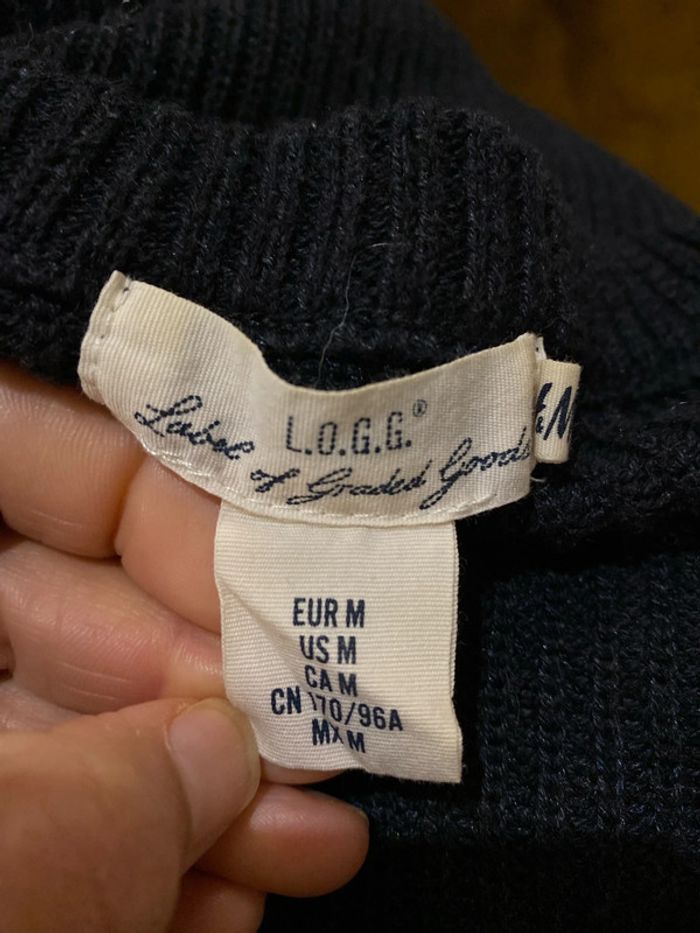 L.O.G.G.®
Label of Graded Goods
&M
EUR M
US M
CA M
CN 170/96A
MX M